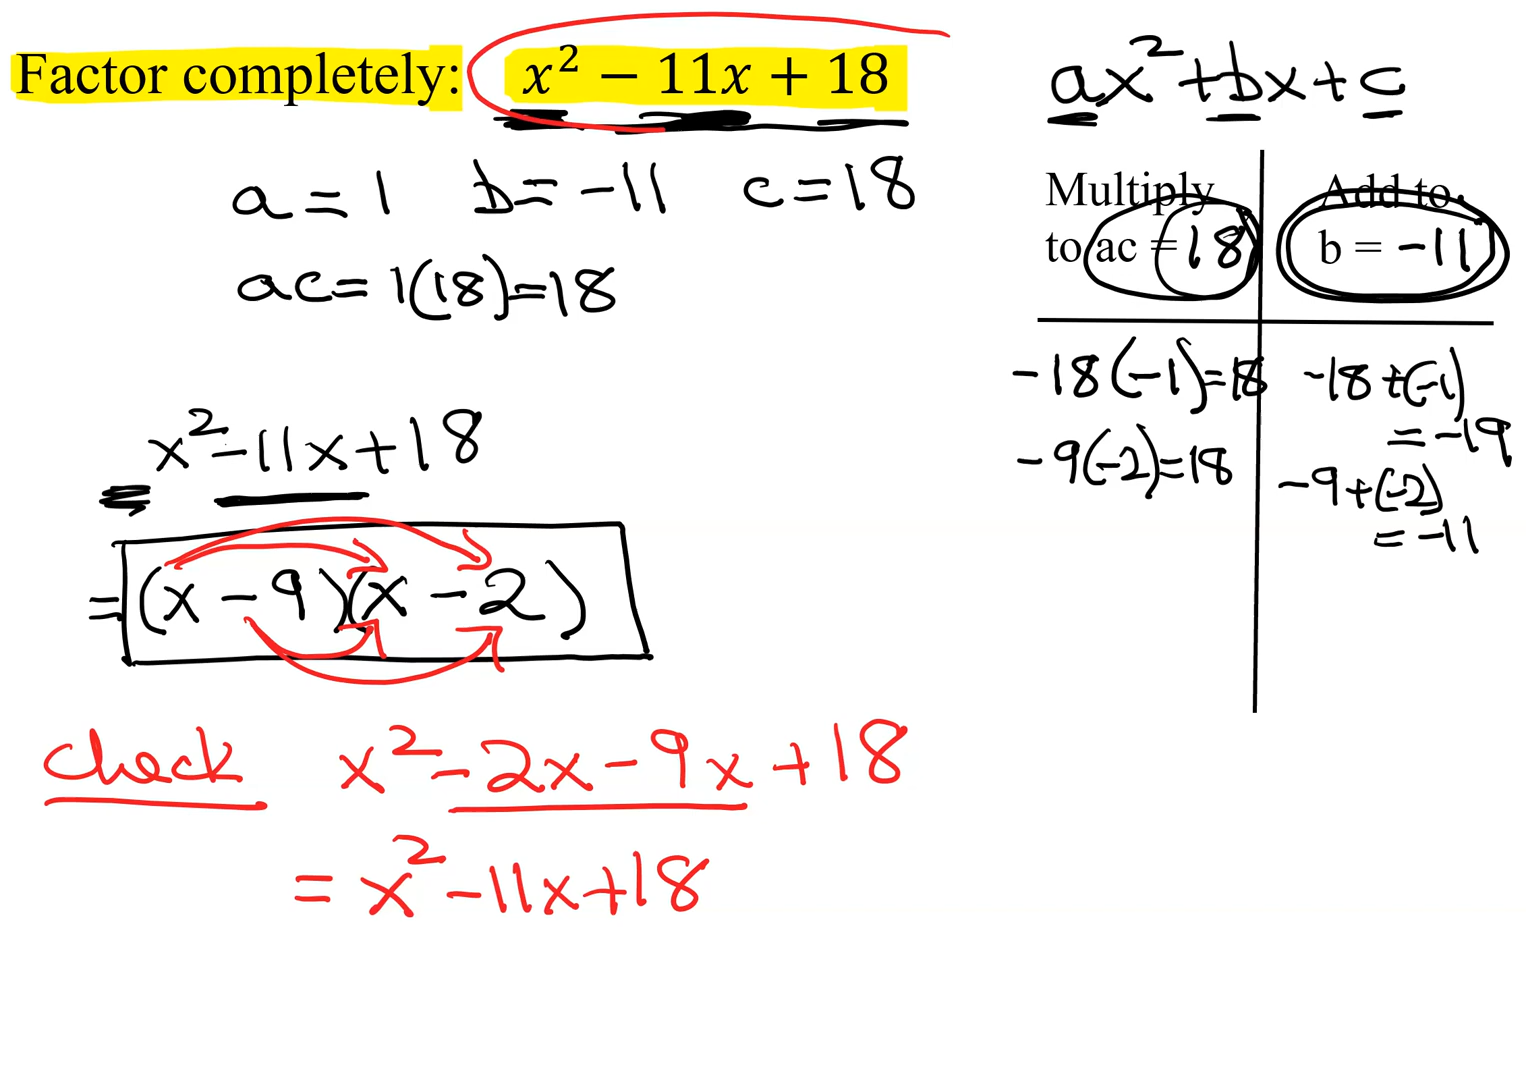 Factor completely: x² − 11x + 18
a = 1 b = -11 c = 18
ac = 1(18) = 18
x² - 11x + 18
= (x - 9)(x - 2)
check x² - 2x - 9x + 18
= x² - 11x + 18
ax² + bx + c
Multiply
to ac = 18
Add to
b = -11
-18(-1) = 18
-9(-2) = 18
-18 + (-1)
= -19
-9 + (-2)
= -11